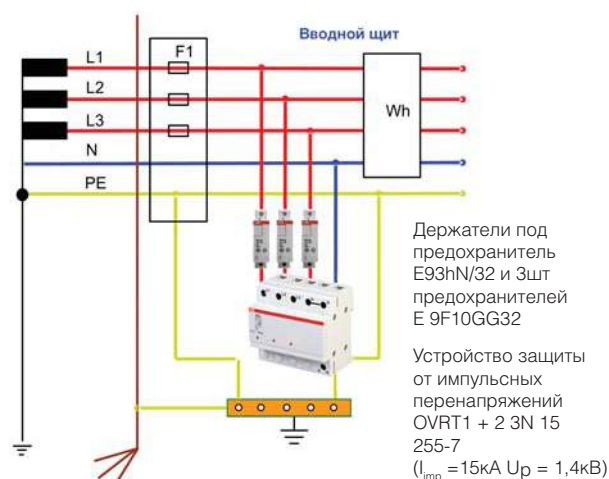 Вводной щит
F1
L1
L2
L3
N
PE
Wh
Держатели под
предохранитель
E93hN/32 и 3шт
предохранителей
E 9F10GG32
Устройство защиты
от импульсных
перенапряжений
OVRT1 + 2 3N 15
255-7
(Iimp =15кА Up = 1,4кВ)